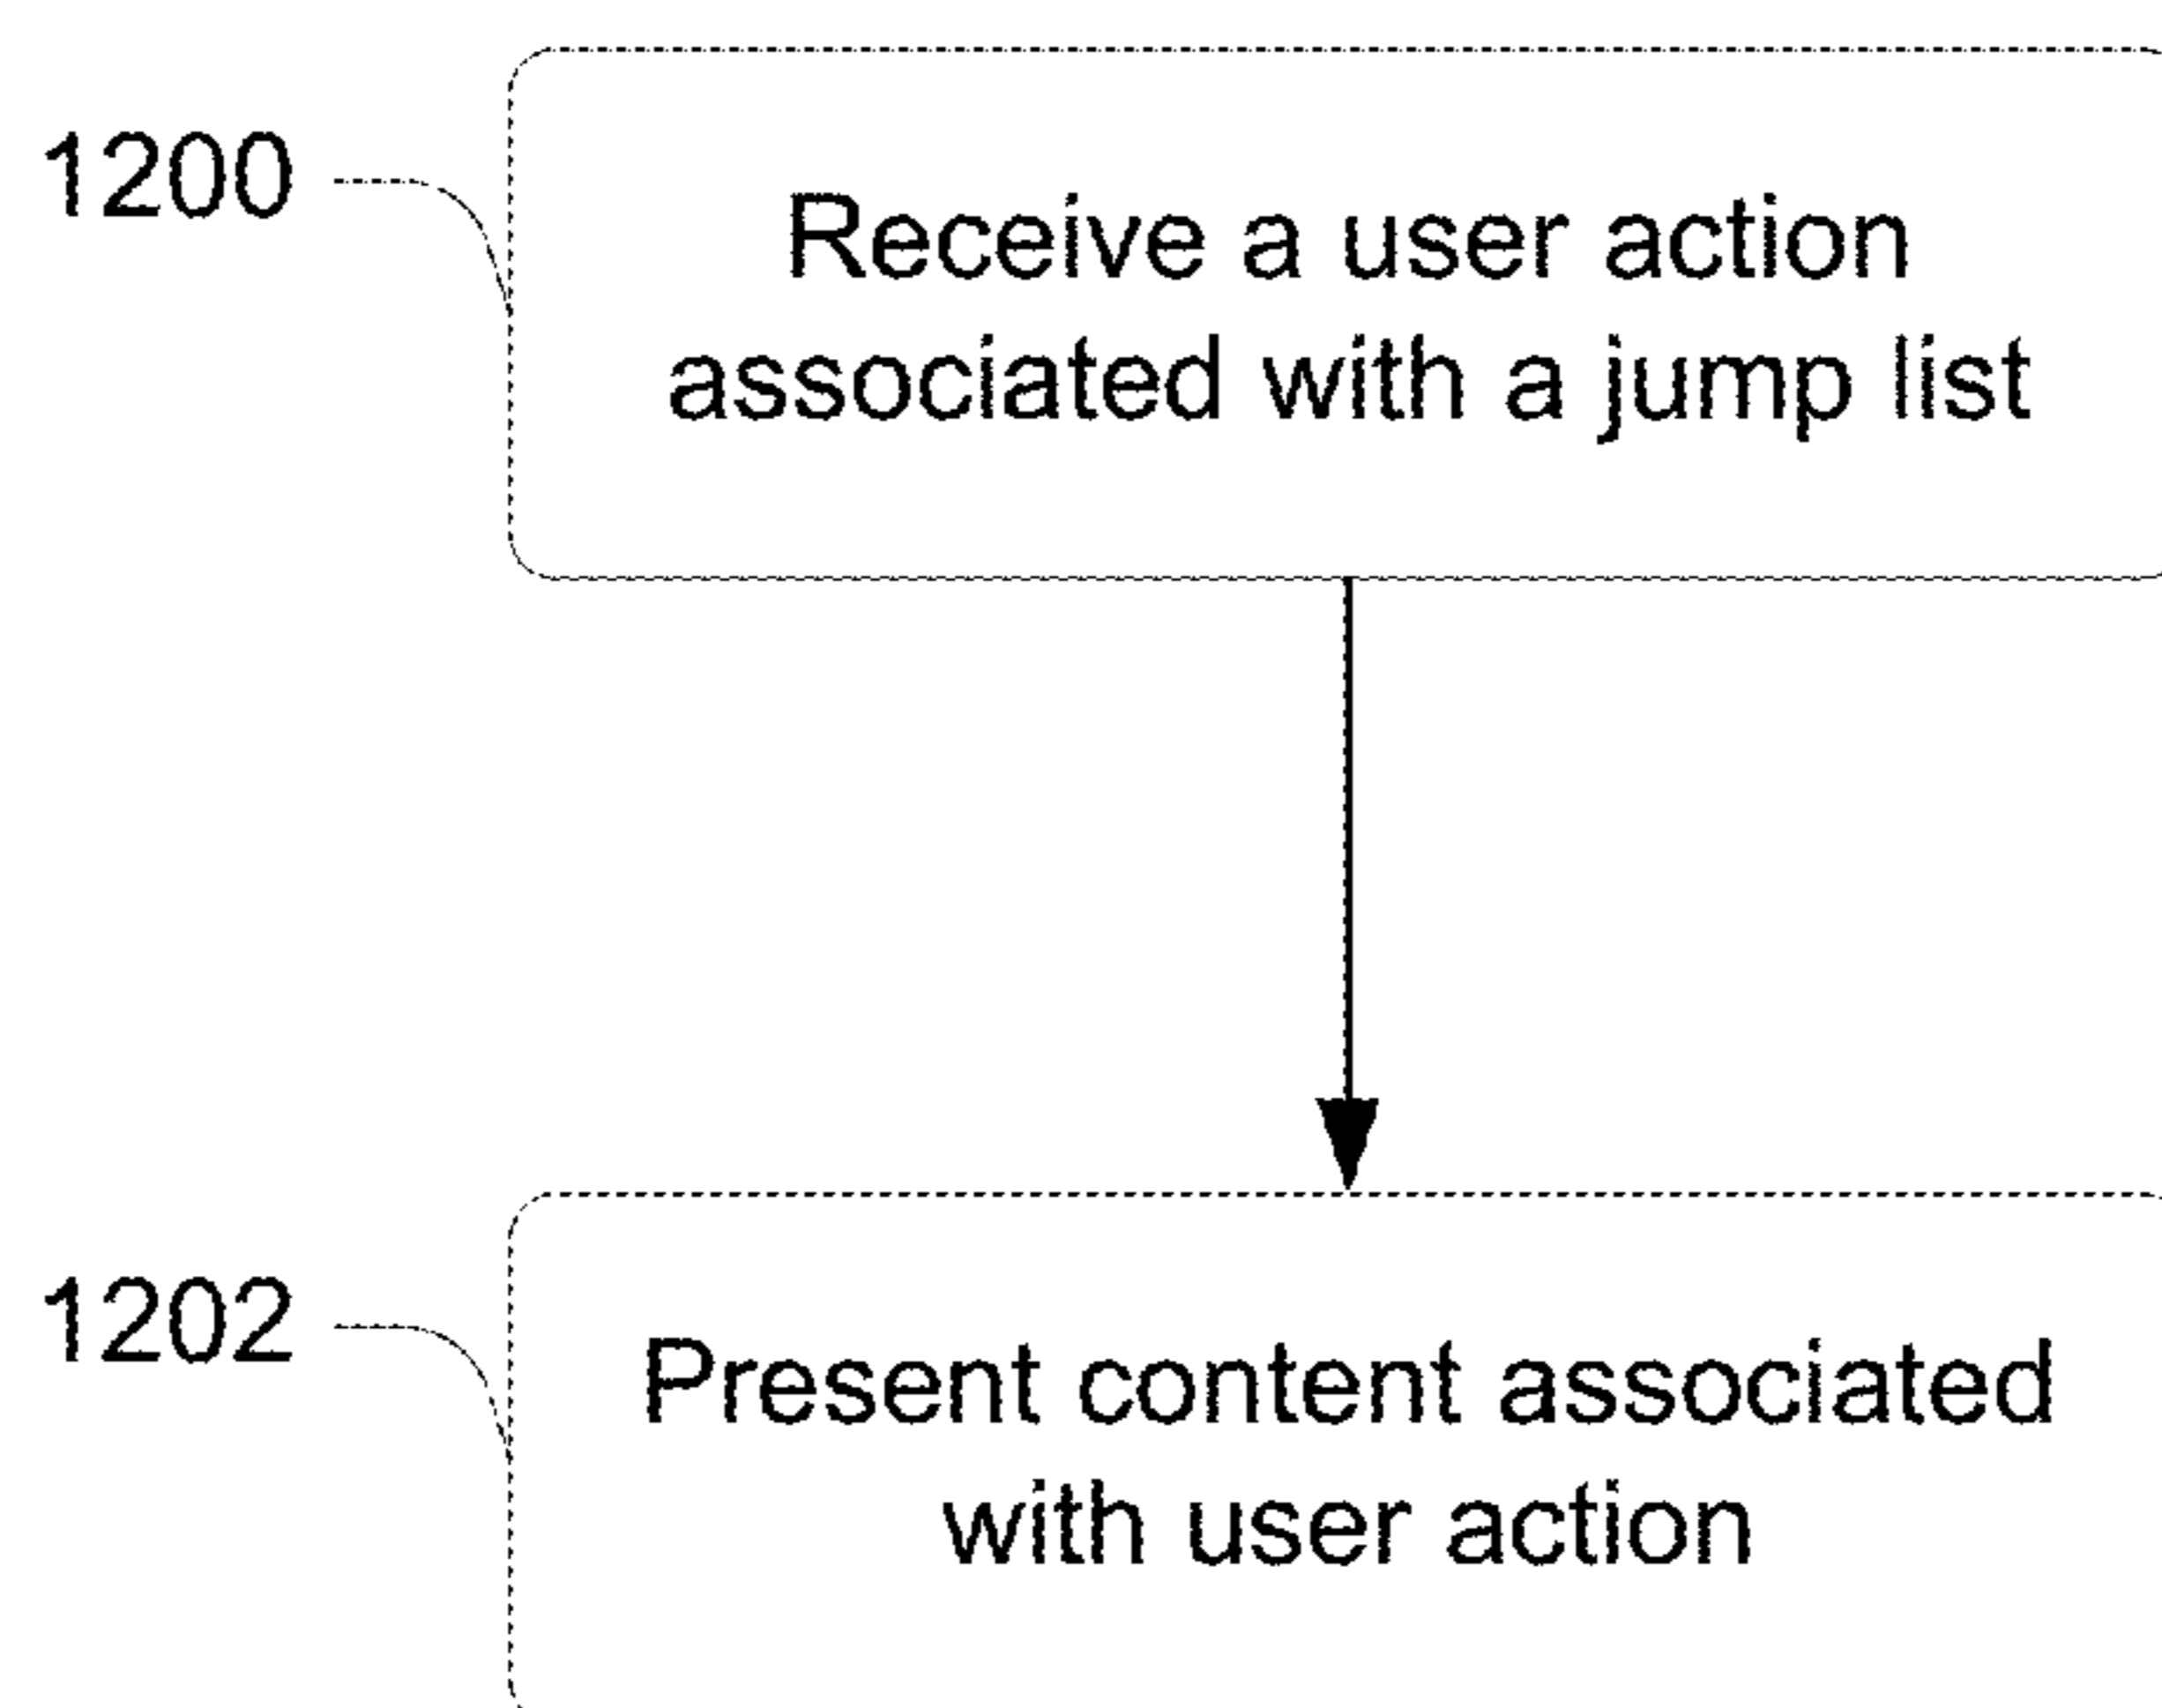 1200
Receive a user action
associated with a jump list
1202
Present content associated
with user action